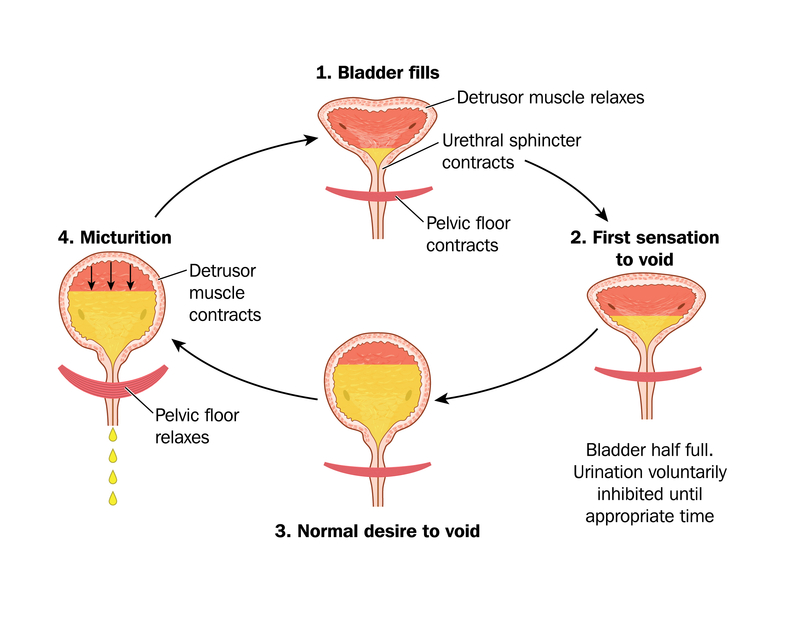 1. Bladder fills
Detrusor muscle relaxes
Urethral sphincter
contracts
Pelvic floor
contracts
2. First sensation
to void
Bladder half full.
Urination voluntarily
inhibited until
appropriate time
3. Normal desire to void
4. Micturition
Detrusor
muscle
contracts
Pelvic floor
relaxes